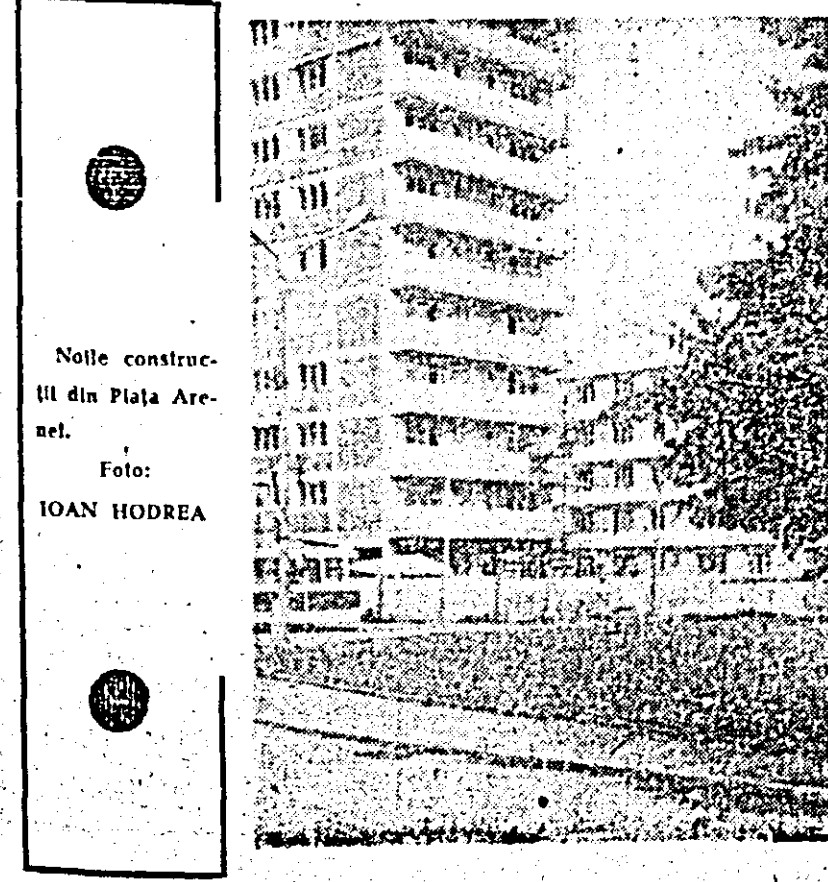 Noile construc-
ții din Piața Are-
nei.
Foto:
IOAN HODREA